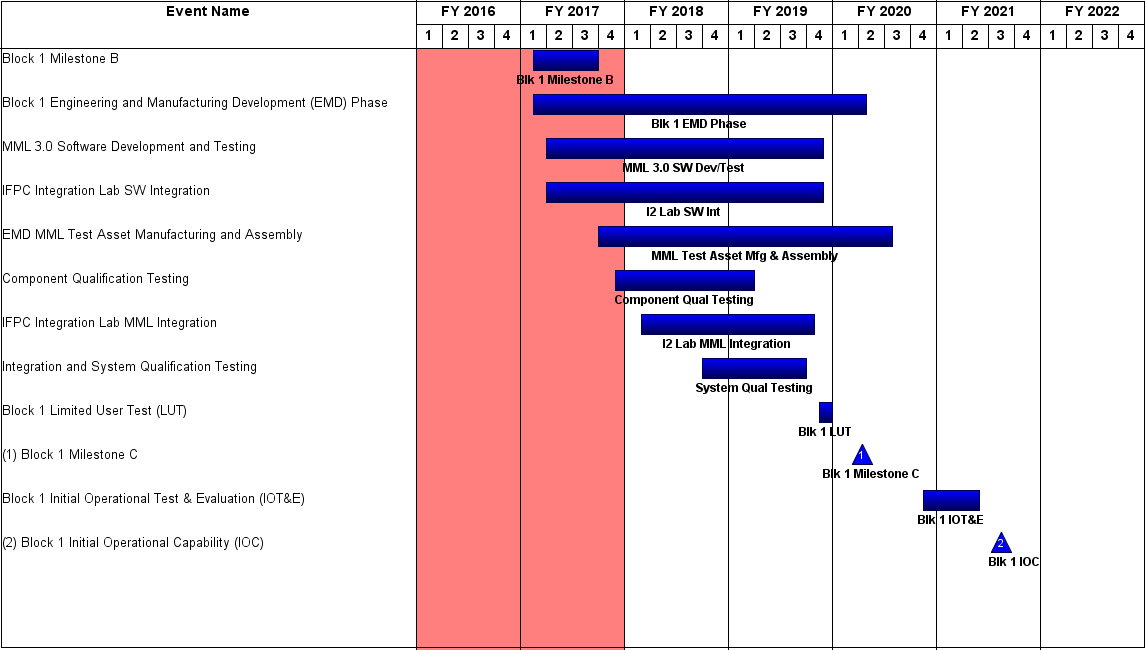 Event Name FY 2016 FY 2017 FY 2018 FY 2019 FY 2020 FY 2021 FY 2022
1 2 3 4 1 2 3 4 1 2 3 4 1 2 3 4 1 2 3 4 1 2 3 4 1 2 3 4
Block 1 Milestone B
Blk 1 Milestone B
Block 1 Engineering and Manufacturing Development (EMD) Phase
Blk 1 EMD Phase
MML 3.0 Software Development and Testing
MML 3.0 SW Dev/Test
IFPC Integration Lab SW Integration
I2 Lab SW Int
EMD MML Test Asset Manufacturing and Assembly
MML Test Asset Mfg & Assembly
Component Qualification Testing
Component Qual Testing
IFPC Integration Lab MML Integration
I2 Lab MML Integration
Integration and System Qualification Testing
System Qual Testing
Block 1 Limited User Test (LUT)
Blk 1 LUT
(1) Block 1 Milestone C
1
Blk 1 Milestone C
Block 1 Initial Operational Test & Evaluation (IOT&E)
Blk 1 IOT&E
(2) Block 1 Initial Operational Capability (IOC)
2
Blk 1 IOC